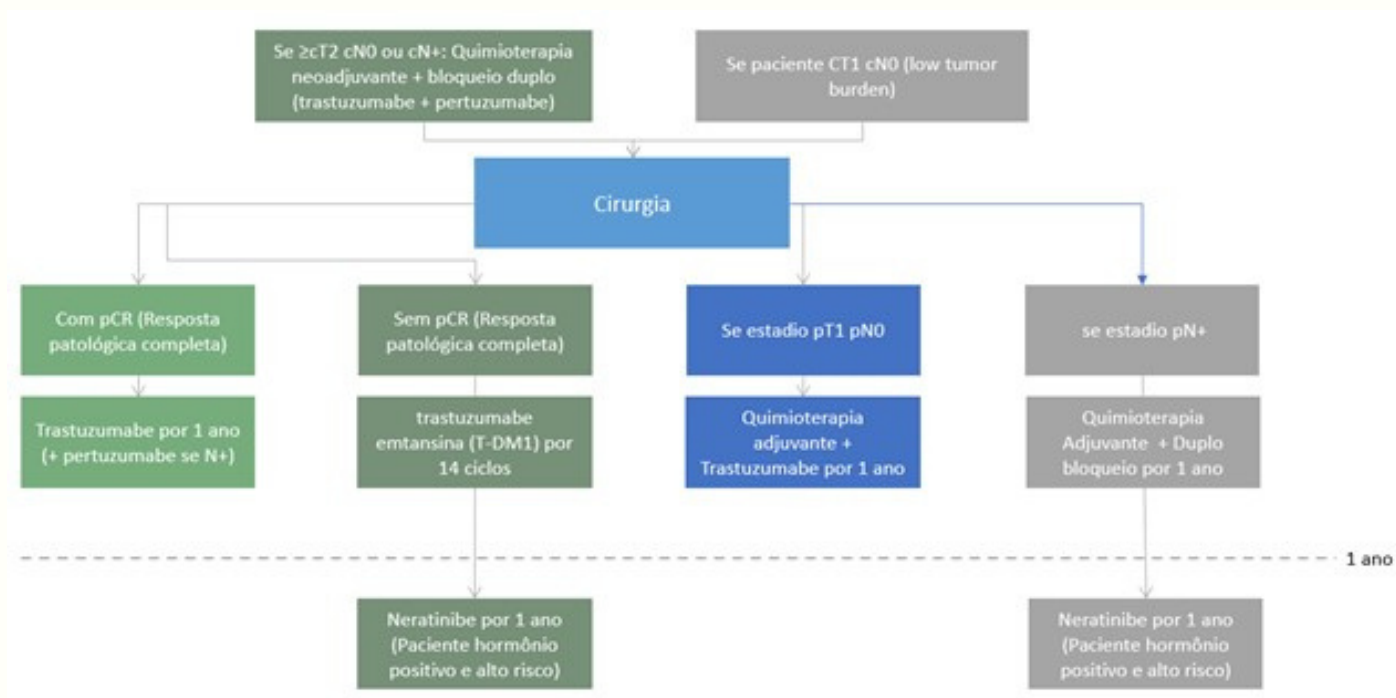 Se ≥cT2 cN0 ou cN+: Quimioterapia
neoadjuvante + bloqueio duplo
(trastuzumabe + pertuzumabe)
Se paciente CT1 cN0 (low tumor
burden)
Cirurgia
Com pCR (Resposta
patológica completa)
Sem pCR (Resposta
patológica completa)
Se estadio pT1 pN0
se estadio pN+
Trastuzumabe por 1 ano
(+ pertuzumabe se N+)
trastuzumabe
emtansina (T-DM1) por
14 ciclos
Quimioterapia
adjuvante +
Trastuzumabe por 1 ano
Quimioterapia
Adjuvante + Duplo
bloqueio por 1 ano
1 ano
Neratinibe por 1 ano
(Paciente hormônio
positivo e alto risco)
Neratinibe por 1 ano
(Paciente hormônio
positivo e alto risco)